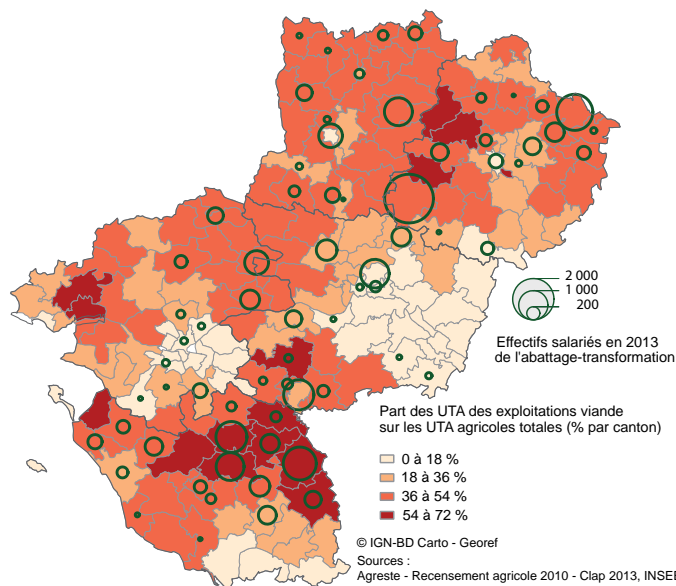 2 000
1 000
200
Effectifs salariés en 2013
de l'abattage-transformation
Part des UTA des exploitations viande
sur les UTA agricoles totales (% par canton)
0 à 18 %
18 à 36 %
36 à 54 %
54 à 72 %
© IGN-BD Carto - Georef
Sources :
Agreste - Recensement agricole 2010 - Clap 2013, INSEE